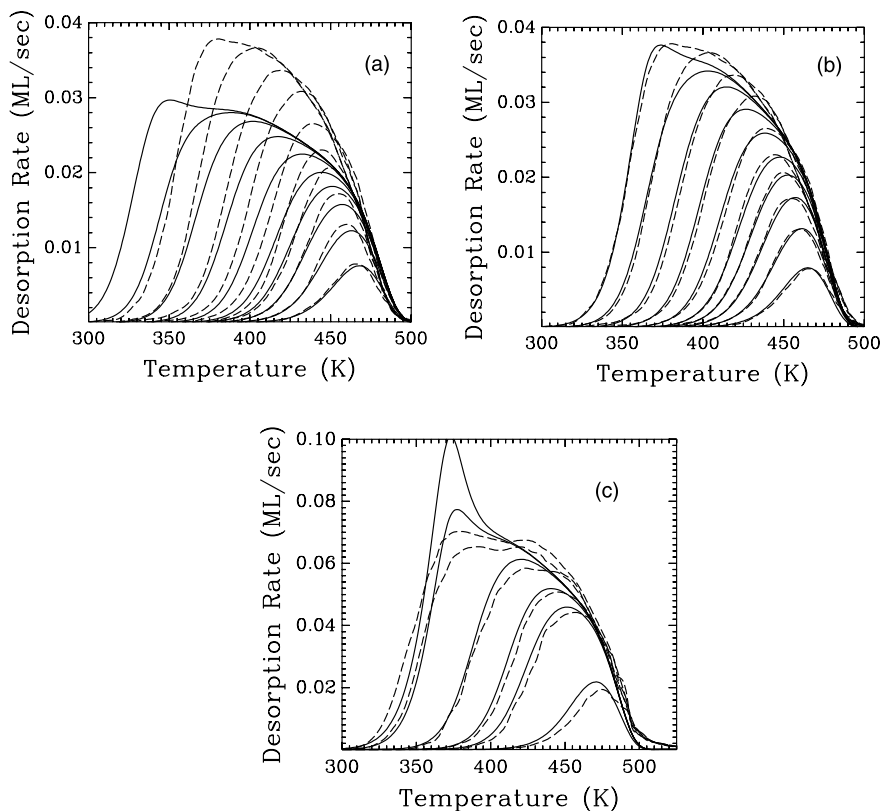 Desorption Rate (ML/sec)
0.04
0.03
0.02
0.01
(a)
300 350 400 450 500
Temperature (K)
Desorption Rate (ML/sec)
0.04
0.03
0.02
0.01
(b)
300 350 400 450 500
Temperature (K)
Desorption Rate (ML/sec)
0.10
0.08
0.06
0.04
0.02
(c)
300 350 400 450 500
Temperature (K)